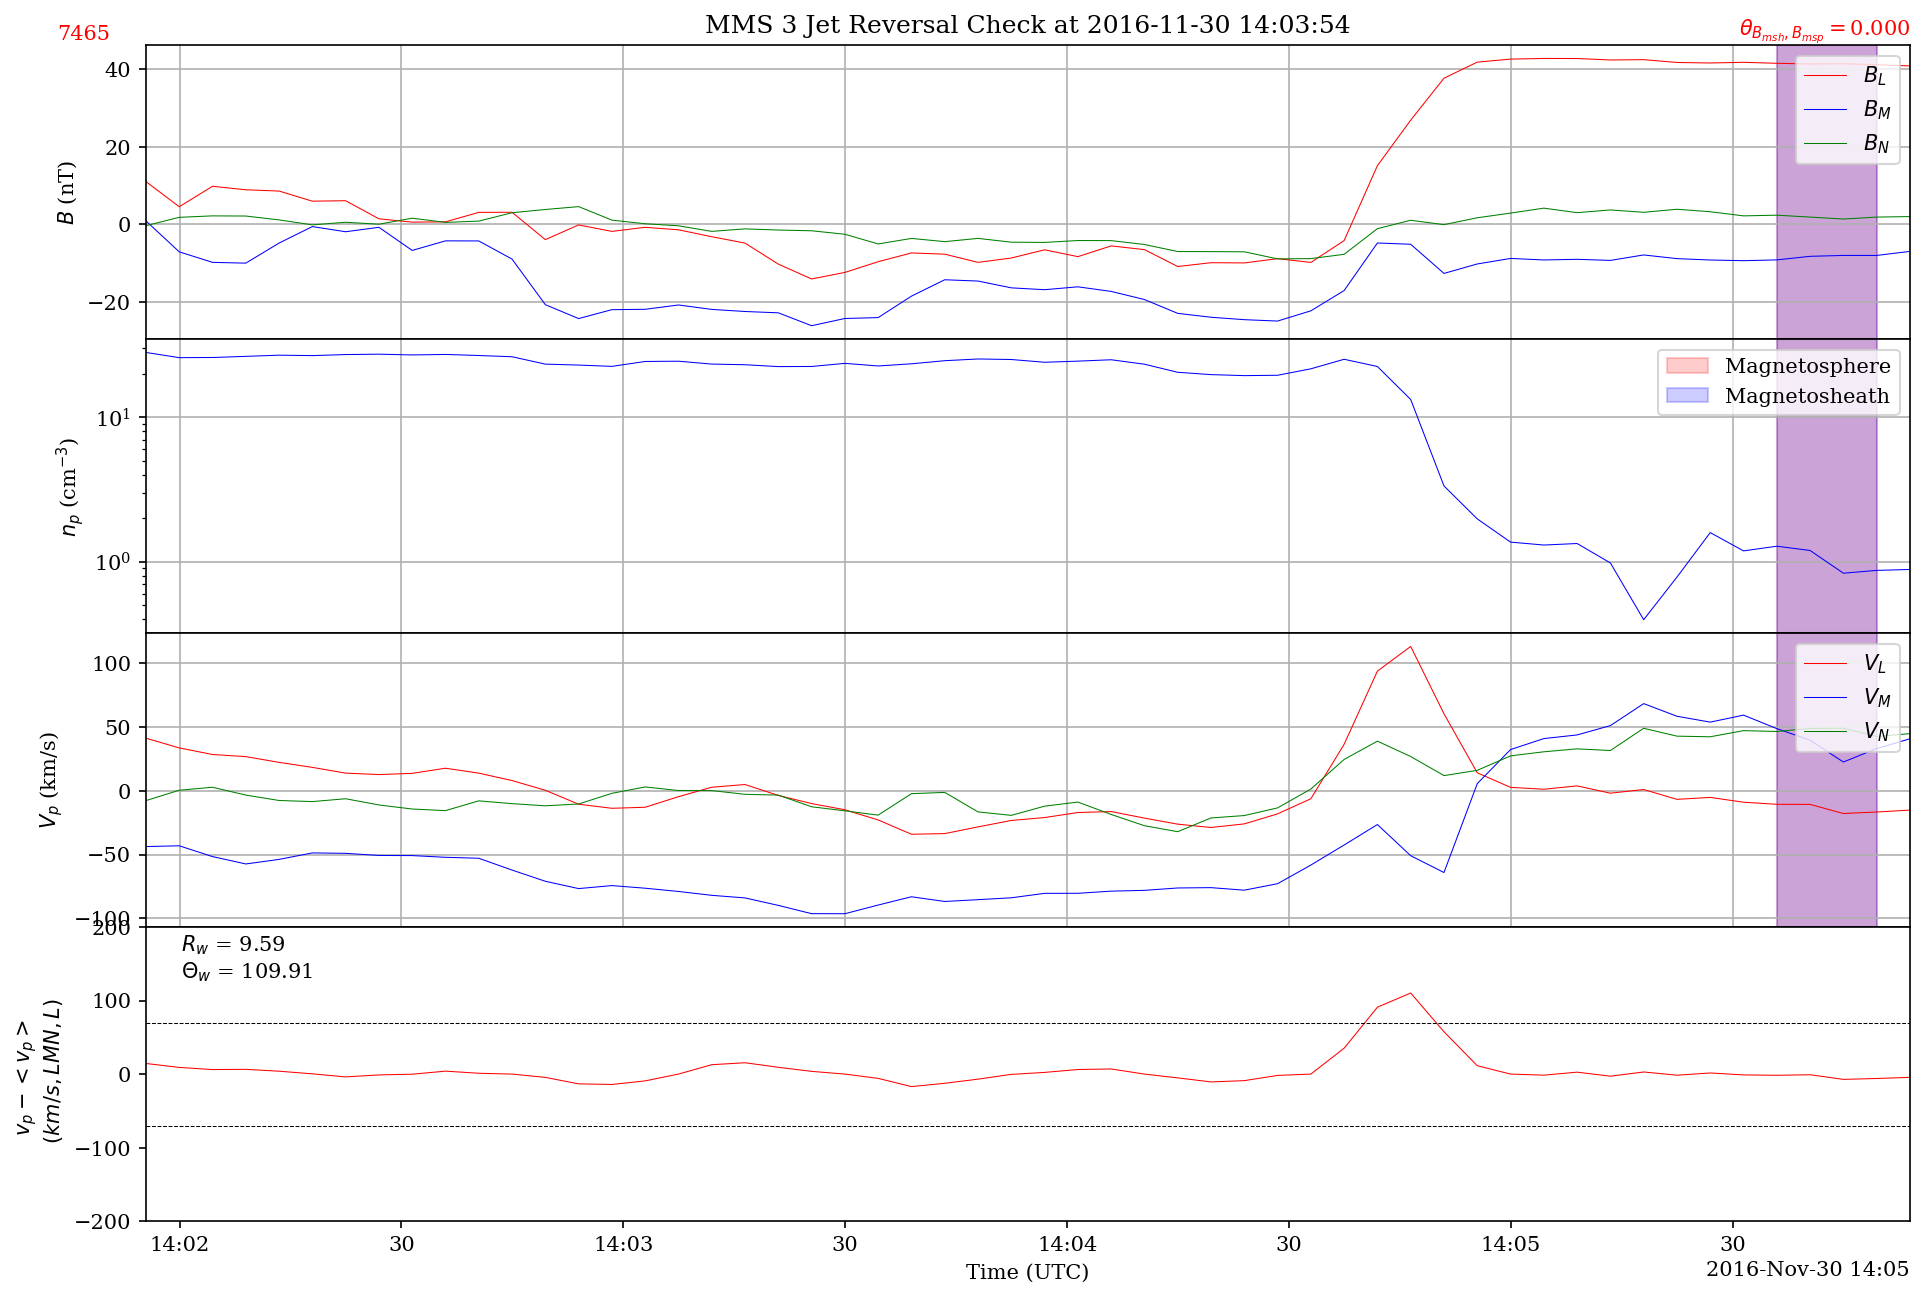 7465
MMS 3 Jet Reversal Check at 2016-11-30 14:03:54
θ_{B_{msh}, B_{msp}} = 0.000
40
20
0
−20
B (nT)
B_L
B_M
B_N
10^1
10^0
n_p (cm^{−3})
Magnetosphere
Magnetosheath
100
50
0
−50
−100
V_p (km/s)
V_L
V_M
V_N
200
100
0
−100
−200
v_p − < v_p >
(km/s, LMN, L)
R_w = 9.59
Θ_w = 109.91
14:02 30 14:03 30 14:04 30 14:05 30
Time (UTC)
2016-Nov-30 14:05